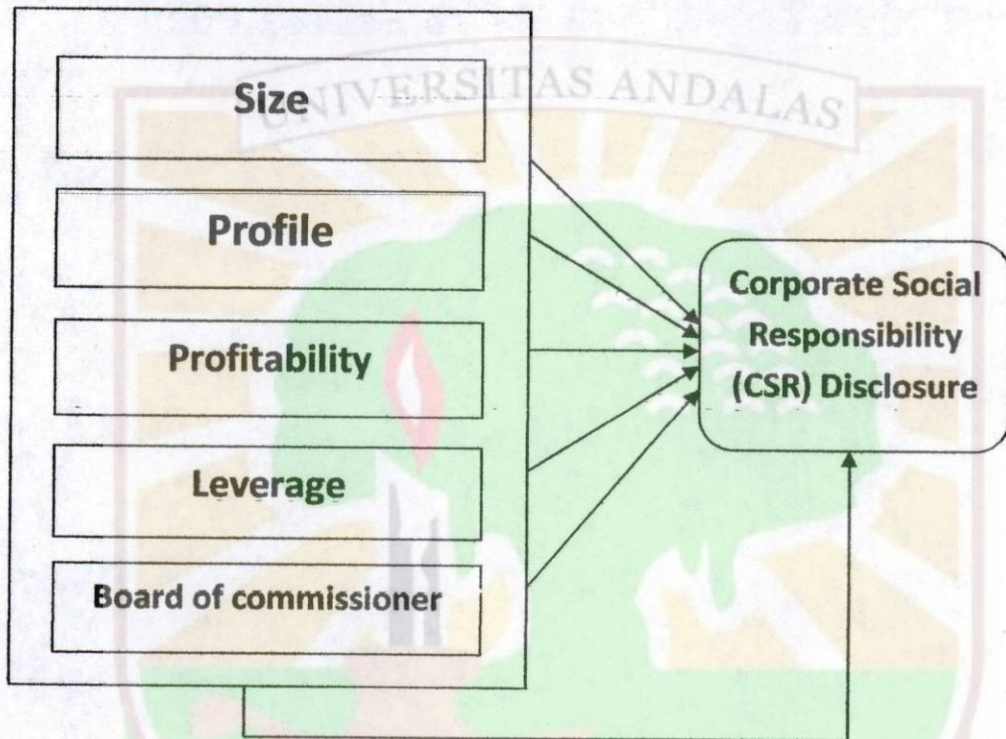 UNIVERSITAS ANDALAS
Size
Profile
Profitability
Leverage
Board of commissioner
Corporate Social
Responsibility
(CSR) Disclosure